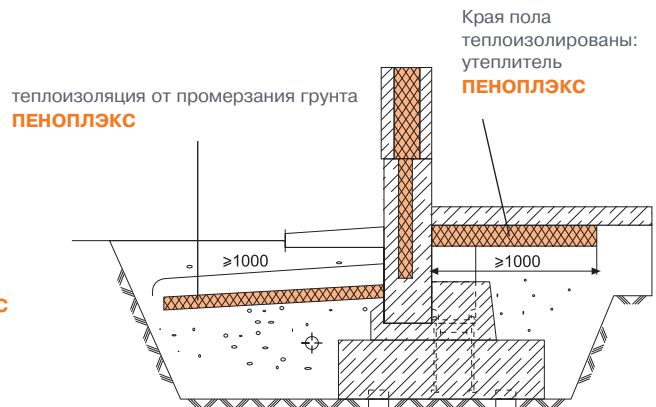 Края пола
теплоизолированы:
утеплитель
ПЕНОПЛЭКС
теплоизоляция от промерзания грунта
ПЕНОПЛЭКС
⩾1000
⩾1000
С